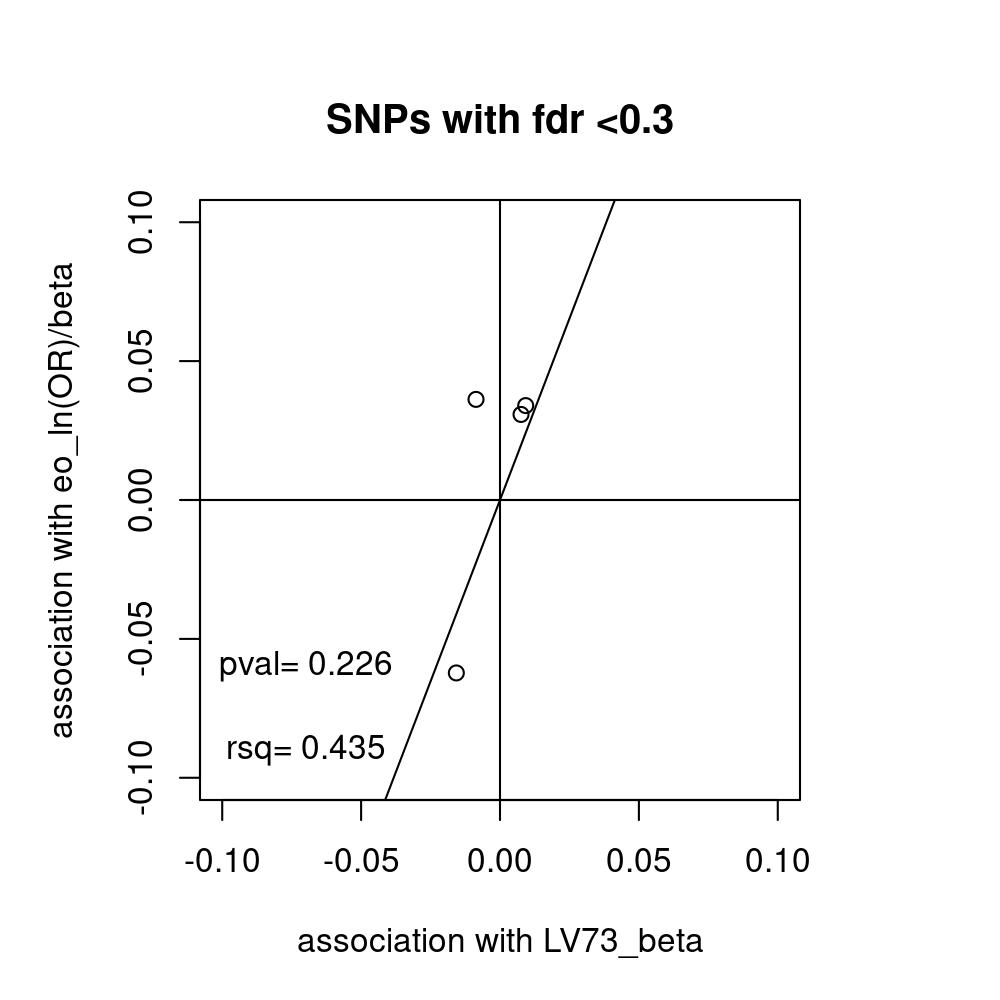 SNPs with fdr <0.3
association with eo_ln(OR)/beta
0.10
0.05
0.00
-0.05
-0.10
pval= 0.226
rsq= 0.435
-0.10 -0.05 0.00 0.05 0.10
association with LV73_beta